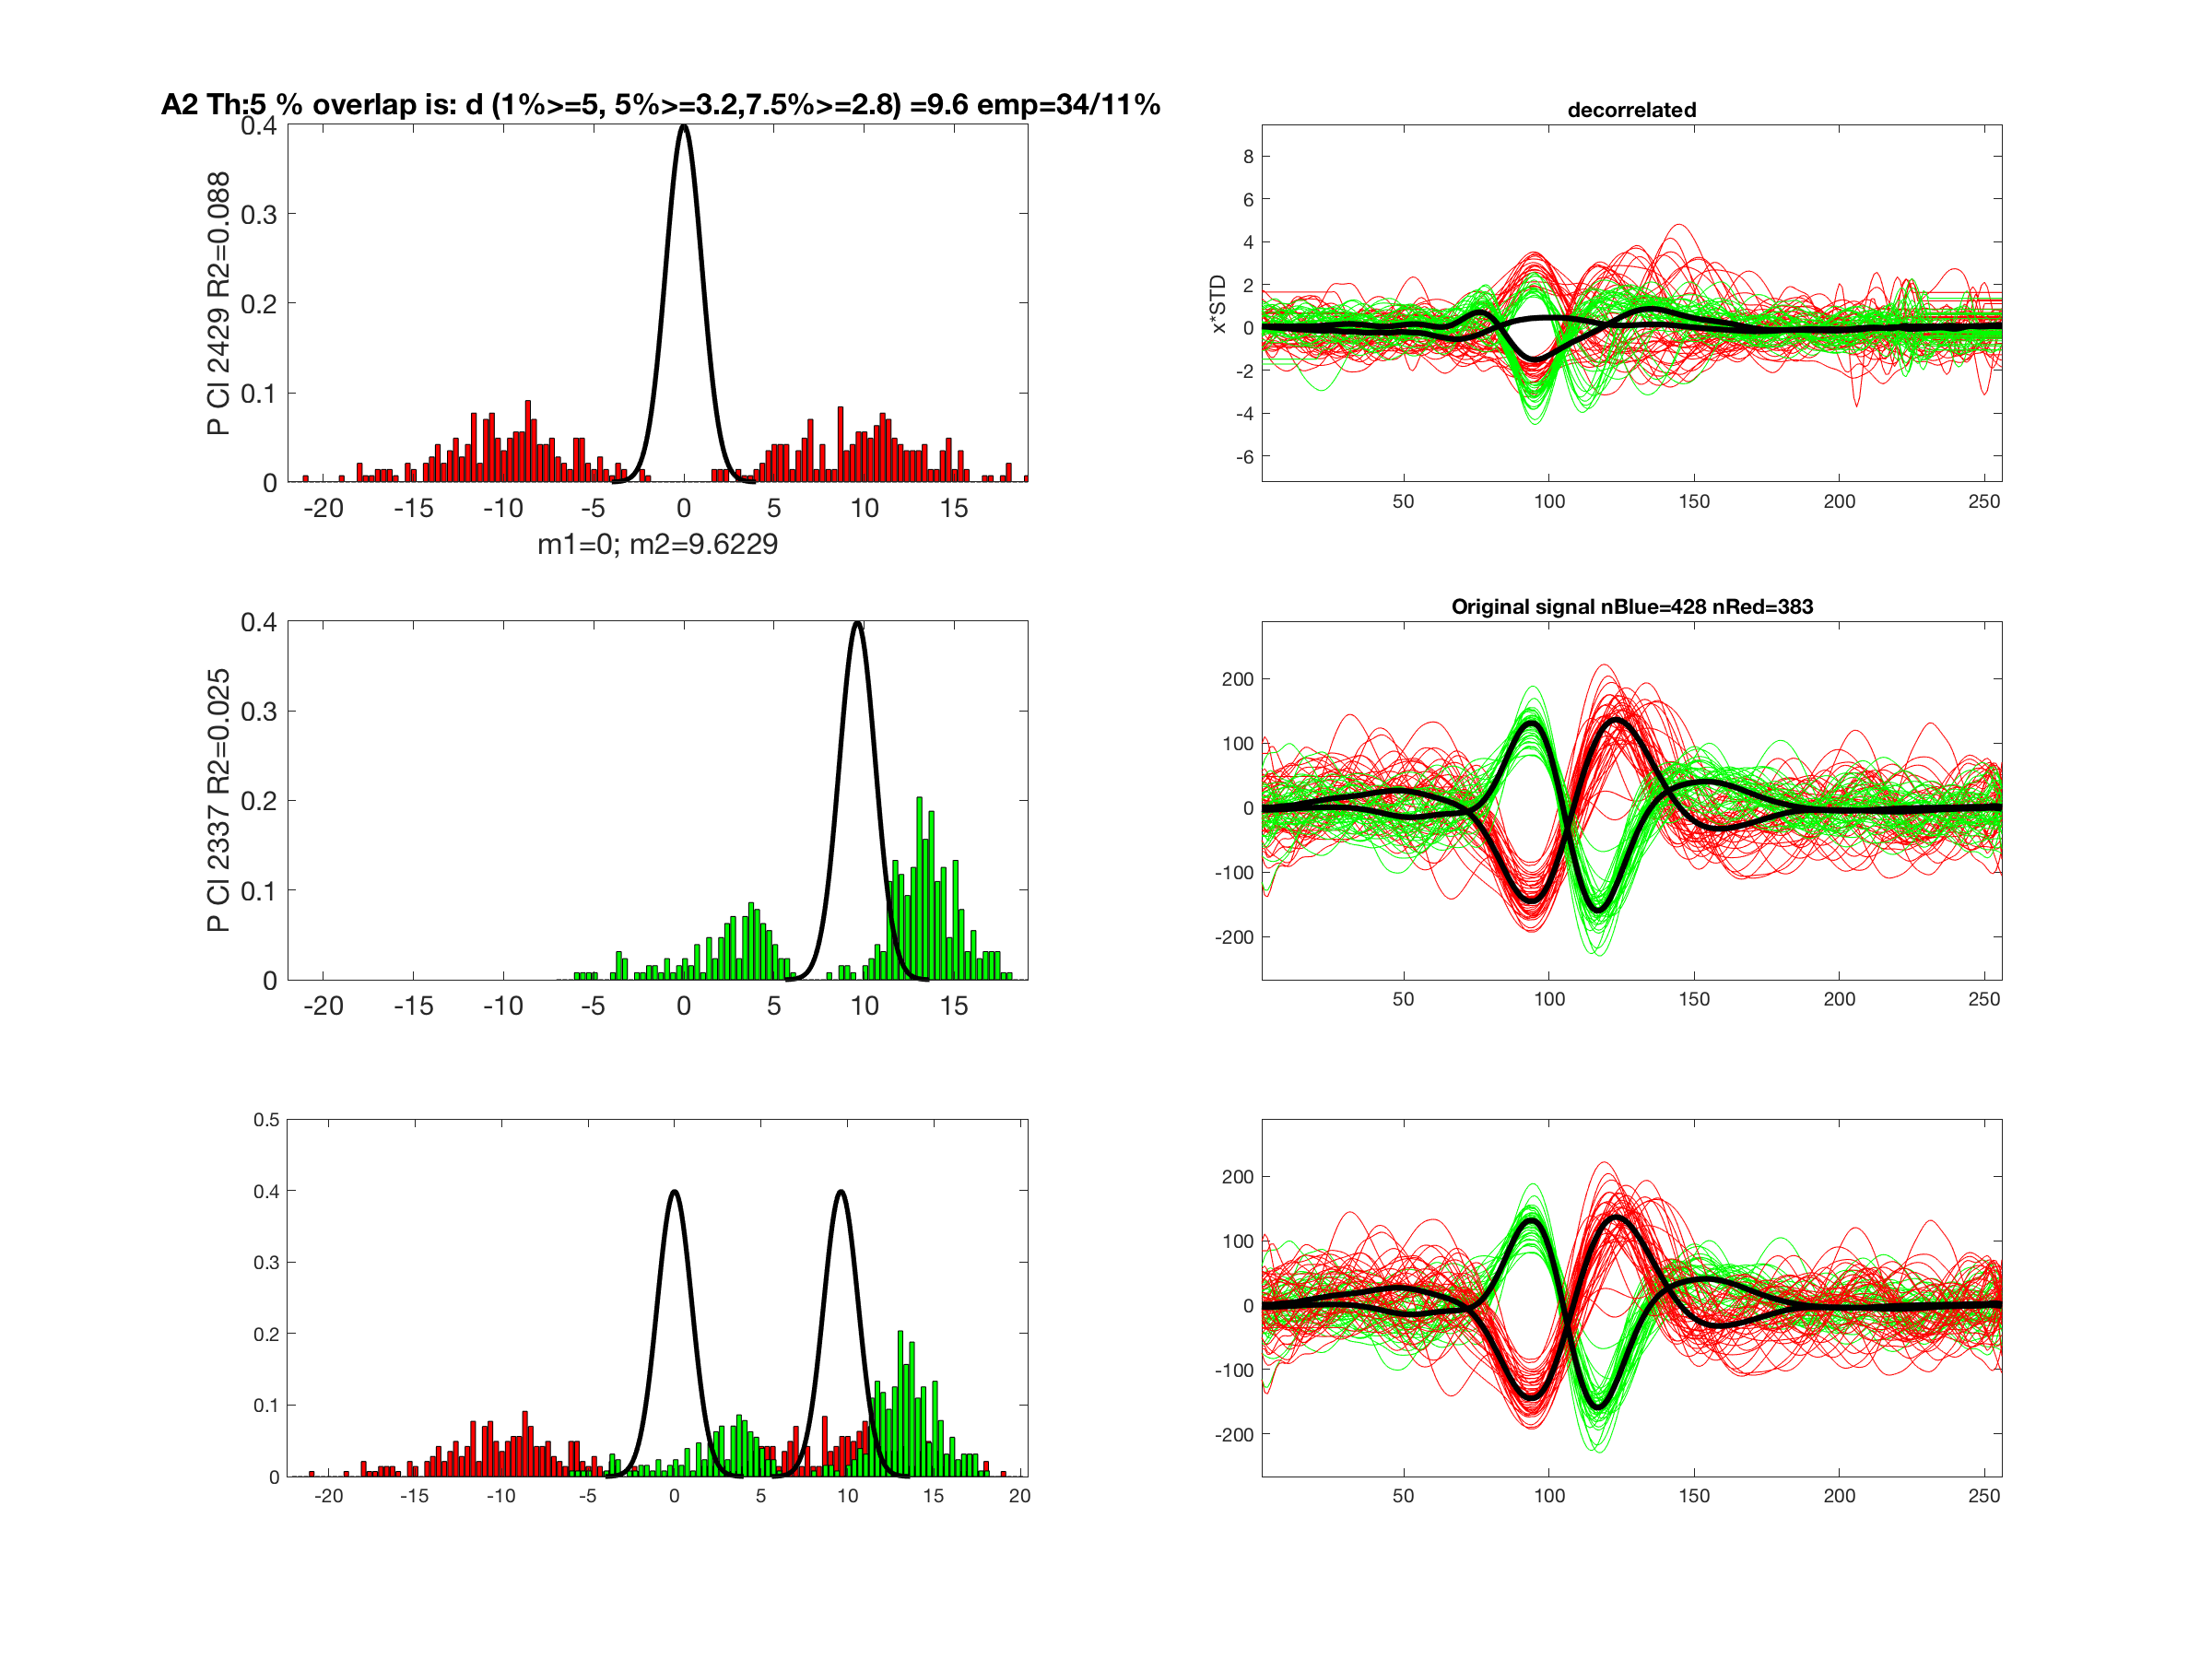 A2 Th:5 % overlap is: d (1%>=5, 5%>=3.2,7.5%>=2.8) =9.6 emp=34/11%
0.4
0.3
0.2
0.1
0
P Cl 2429 R2=0.088
-20 -15 -10 -5 0 5 10 15
m1=0; m2=9.6229
decorrelated
8
6
4
2
0
-2
-4
-6
x*STD
50 100 150 200 250
0.4
0.3
0.2
0.1
0
P Cl 2337 R2=0.025
-20 -15 -10 -5 0 5 10 15
Original signal nBlue=428 nRed=383
200
100
0
-100
-200
50 100 150 200 250
0.5
0.4
0.3
0.2
0.1
0
-20 -15 -10 -5 0 5 10 15 20
200
100
0
-100
-200
50 100 150 200 250